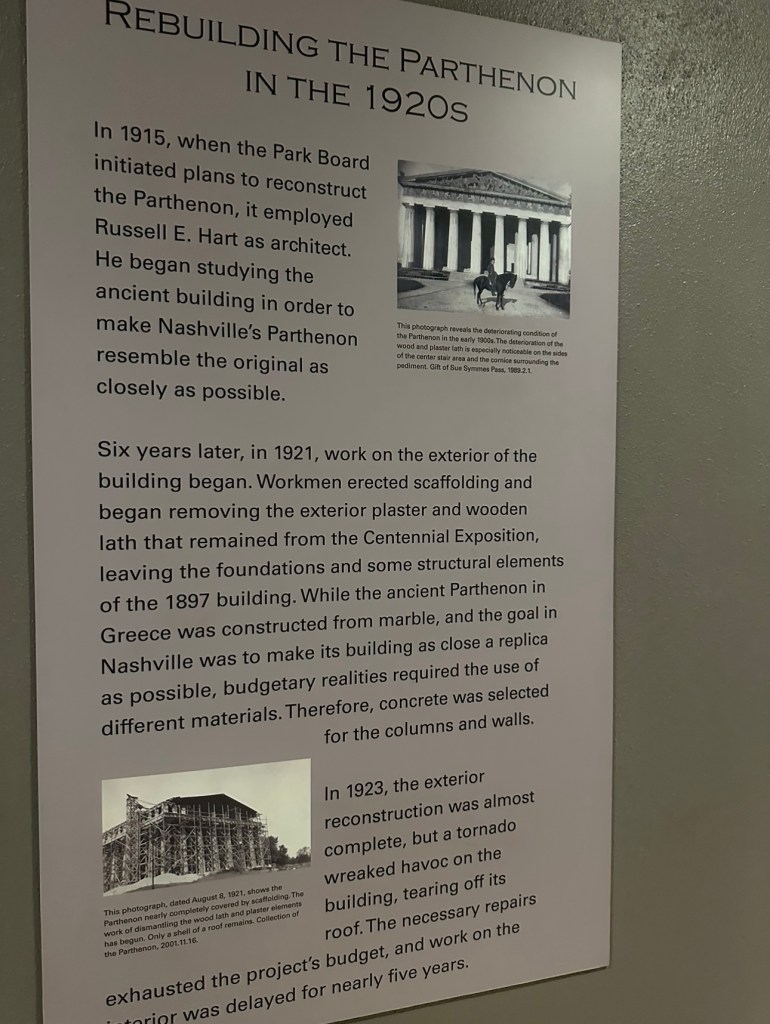 REBUILDING THE PARTHENON
IN THE 1920S
In 1915, when the Park Board
initiated plans to reconstruct
the Parthenon, it employed
Russell E. Hart as architect.
He began studying the
ancient building in order to
make Nashville's Parthenon
resemble the original as
closely as possible.
This photograph reveals the deteriorating condition of
the Parthenon in the early 1900s. The deterioration of the
wood and plaster lath is especially noticeable on the sides
of the center stair area and the cornice surrounding the
pediment. Gift of Sue Symmes Pass, 1989.2.1.
Six years later, in 1921, work on the exterior of the
building began. Workmen erected scaffolding and
began removing the exterior plaster and wooden
lath that remained from the Centennial Exposition,
leaving the foundations and some structural elements
of the 1897 building. While the ancient Parthenon in
Greece was constructed from marble, and the goal in
Nashville was to make its building as close a replica
as possible, budgetary realities required the use of
different materials. Therefore, concrete was selected
for the columns and walls.
This photograph, dated August 8, 1921, shows the
Parthenon nearly completely covered by scaffolding. The
work of dismantling the wood lath and plaster elements
has begun. Only a shell of a roof remains. Collection of
the Parthenon, 2001.11.16.
In 1923, the exterior
reconstruction was almost
complete, but a tornado
wreaked havoc on the
building, tearing off its
roof. The necessary repairs
exhausted the project's budget, and work on the
interior was delayed for nearly five years.